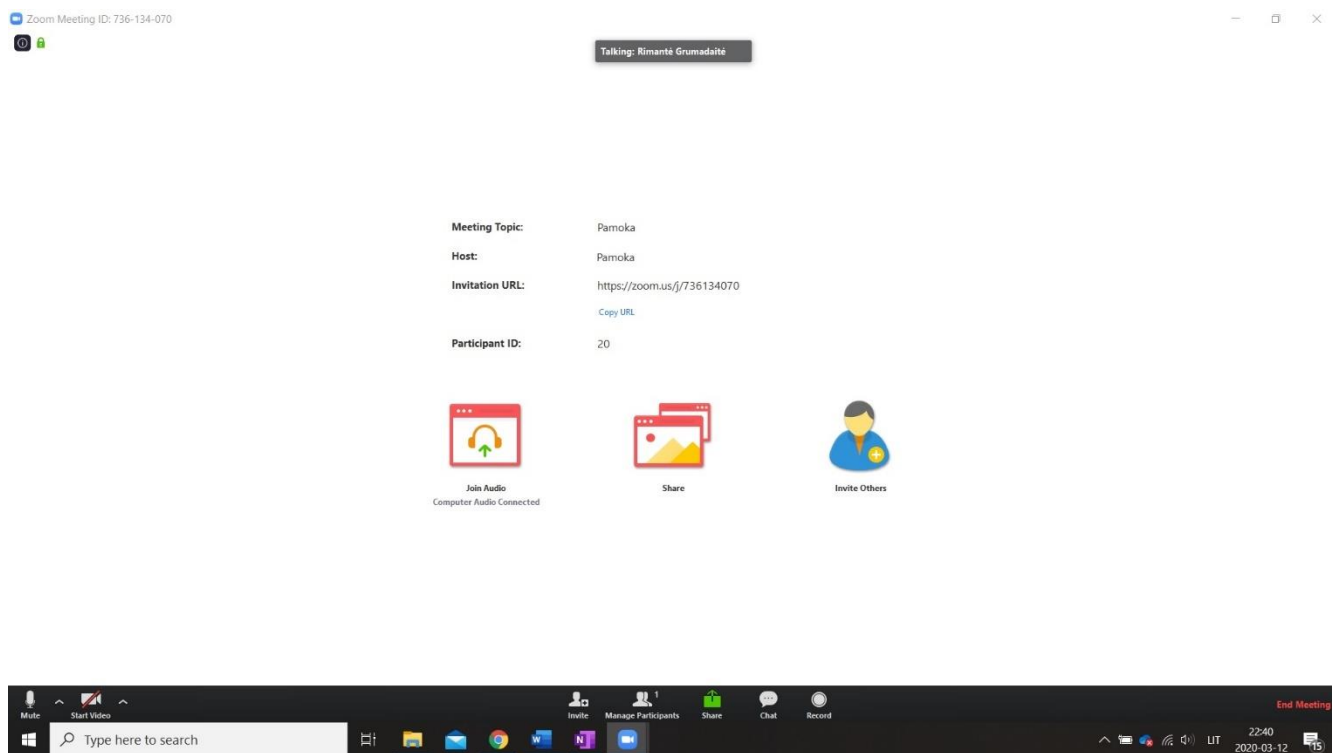 Zoom Meeting ID: 736-134-070
Talking: Rimantė Grumadaitė
Meeting Topic: Pamoka
Host: Pamoka
Invitation URL: https://zoom.us/j/736134070
Copy URL
Participant ID: 20
Join Audio
Computer Audio Connected
Share
Invite Others
Mute
Start Video
Invite
1
Manage Participants
Share
Chat
Record
End Meeting
Type here to search
LIT
22:40
2020-03-12
15